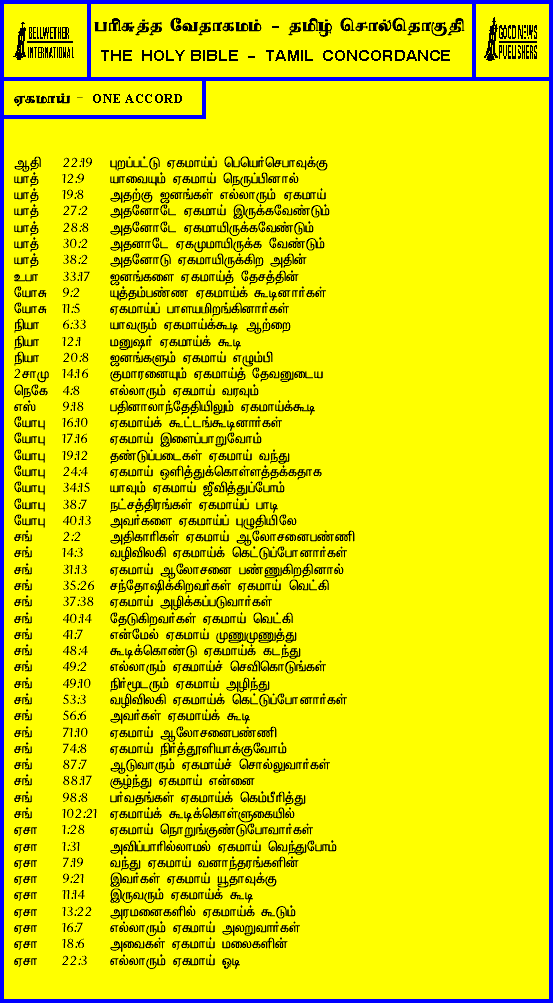 BELLWETHER
INTERNATIONAL
பரிசுத்த வேதாகமம் - தமிழ் சொல்தொகுதி
THE HOLY BIBLE - TAMIL CONCORDANCE
GOOD NEWS
PUBLISHERS
ஏகமாய் - ONE ACCORD
ஆதி 22:19 புறப்பட்டு ஏகமாய்ப் பெயெர்செபாவுக்கு
யாத் 12:9 யாவையும் ஏகமாய் நெருப்பினால்
யாத் 19:8 அதற்கு ஜனங்கள் எல்லாரும் ஏகமாய்
யாத் 27:2 அதனோடே ஏகமாய் இருக்கவேண்டும்
யாத் 28:8 அதனோடே ஏகமாயிருக்கவேண்டும்
யாத் 30:2 அதனாடே ஏகமுமாயிருக்க வேண்டும்
யாத் 38:2 அதனோடு ஏகமாயிருக்கிற அதின்
உபா 33:17 ஜனங்களை ஏகமாய்த் தேசத்தின்
யோசு 9:2 யுத்தம்பண்ண ஏகமாய்க் கூடினார்கள்
யோசு 11:5 ஏகமாய்ப் பாளயமிறங்கினார்கள்
நியா 6:33 யாவரும் ஏகமாய்க்கூடி ஆற்றை
நியா 12:1 மனுஷர் ஏகமாய்க் கூடி
நியா 20:8 ஜனங்களும் ஏகமாய் எழும்பி
2சாமு 14:16 குமாரனையும் ஏகமாய்த் தேவனுடைய
நெகே 4:8 எல்லாரும் ஏகமாய் வரவும்
எஸ் 9:18 பதினாலாந்தேதியிலும் ஏகமாய்க்கூடி
யோபு 16:10 ஏகமாய்க் கூட்டங்கூடினார்கள்
யோபு 17:16 ஏகமாய் இளைப்பாறுவோம்
யோபு 19:12 தண்டுப்படைகள் ஏகமாய் வந்து
யோபு 24:4 ஏகமாய் ஒளித்துக்கொள்ளத்தக்கதாக
யோபு 34:15 யாவும் ஏகமாய் ஜீவித்துப்போம்
யோபு 38:7 நட்சத்திரங்கள் ஏகமாய்ப் பாடி
யோபு 40:13 அவர்களை ஏகமாய்ப் புழுதியிலே
சங் 2:2 அதிகாரிகள் ஏகமாய் ஆலோசனைபண்ணி
சங் 14:3 வழிவிலகி ஏகமாய்க் கெட்டுப்போனார்கள்
சங் 31:13 ஏகமாய் ஆலோசனை பண்ணுகிறதினால்
சங் 35:26 சந்தோஷிக்கிறவர்கள் ஏகமாய் வெட்கி
சங் 37:38 ஏகமாய் அழிக்கப்படுவார்கள்
சங் 40:14 தேடுகிறவர்கள் ஏகமாய் வெட்கி
சங் 41:7 என்மேல் ஏகமாய் முணுமுணுத்து
சங் 48:4 கூடிக்கொண்டு ஏகமாய்க் கடந்து
சங் 49:2 எல்லாரும் ஏகமாய்ச் செவிகொடுங்கள்
சங் 49:10 நிர்மூடரும் ஏகமாய் அழிந்து
சங் 53:3 வழிவிலகி ஏகமாய்க் கெட்டுப்போனார்கள்
சங் 56:6 அவர்கள் ஏகமாய்க் கூடி
சங் 71:10 ஏகமாய் ஆலோசனைபண்ணி
சங் 74:8 ஏகமாய் நிர்த்தூளியாக்குவோம்
சங் 87:7 ஆடுவாரும் ஏகமாய்ச் சொல்லுவார்கள்
சங் 88:17 சூழ்ந்து ஏகமாய் என்னை
சங் 98:8 பர்வதங்கள் ஏகமாய்க் கெம்பீரித்து
சங் 102:21 ஏகமாய்க் கூடிக்கொள்ளுகையில்
ஏசா 1:28 ஏகமாய் நொறுங்குண்டுபோவார்கள்
ஏசா 1:31 அவிப்பாரில்லாமல் ஏகமாய் வெந்துபோம்
ஏசா 7:19 வந்து ஏகமாய் வனாந்தரங்களின்
ஏசா 9:21 இவர்கள் ஏகமாய் யூதாவுக்கு
ஏசா 11:14 இருவரும் ஏகமாய்க் கூடி
ஏசா 13:22 அரமனைகளில் ஏகமாய்க் கூடும்
ஏசா 16:7 எல்லாரும் ஏகமாய் அலறுவார்கள்
ஏசா 18:6 அவைகள் ஏகமாய் மலைகளின்
ஏசா 22:3 எல்லாரும் ஏகமாய் ஓடி